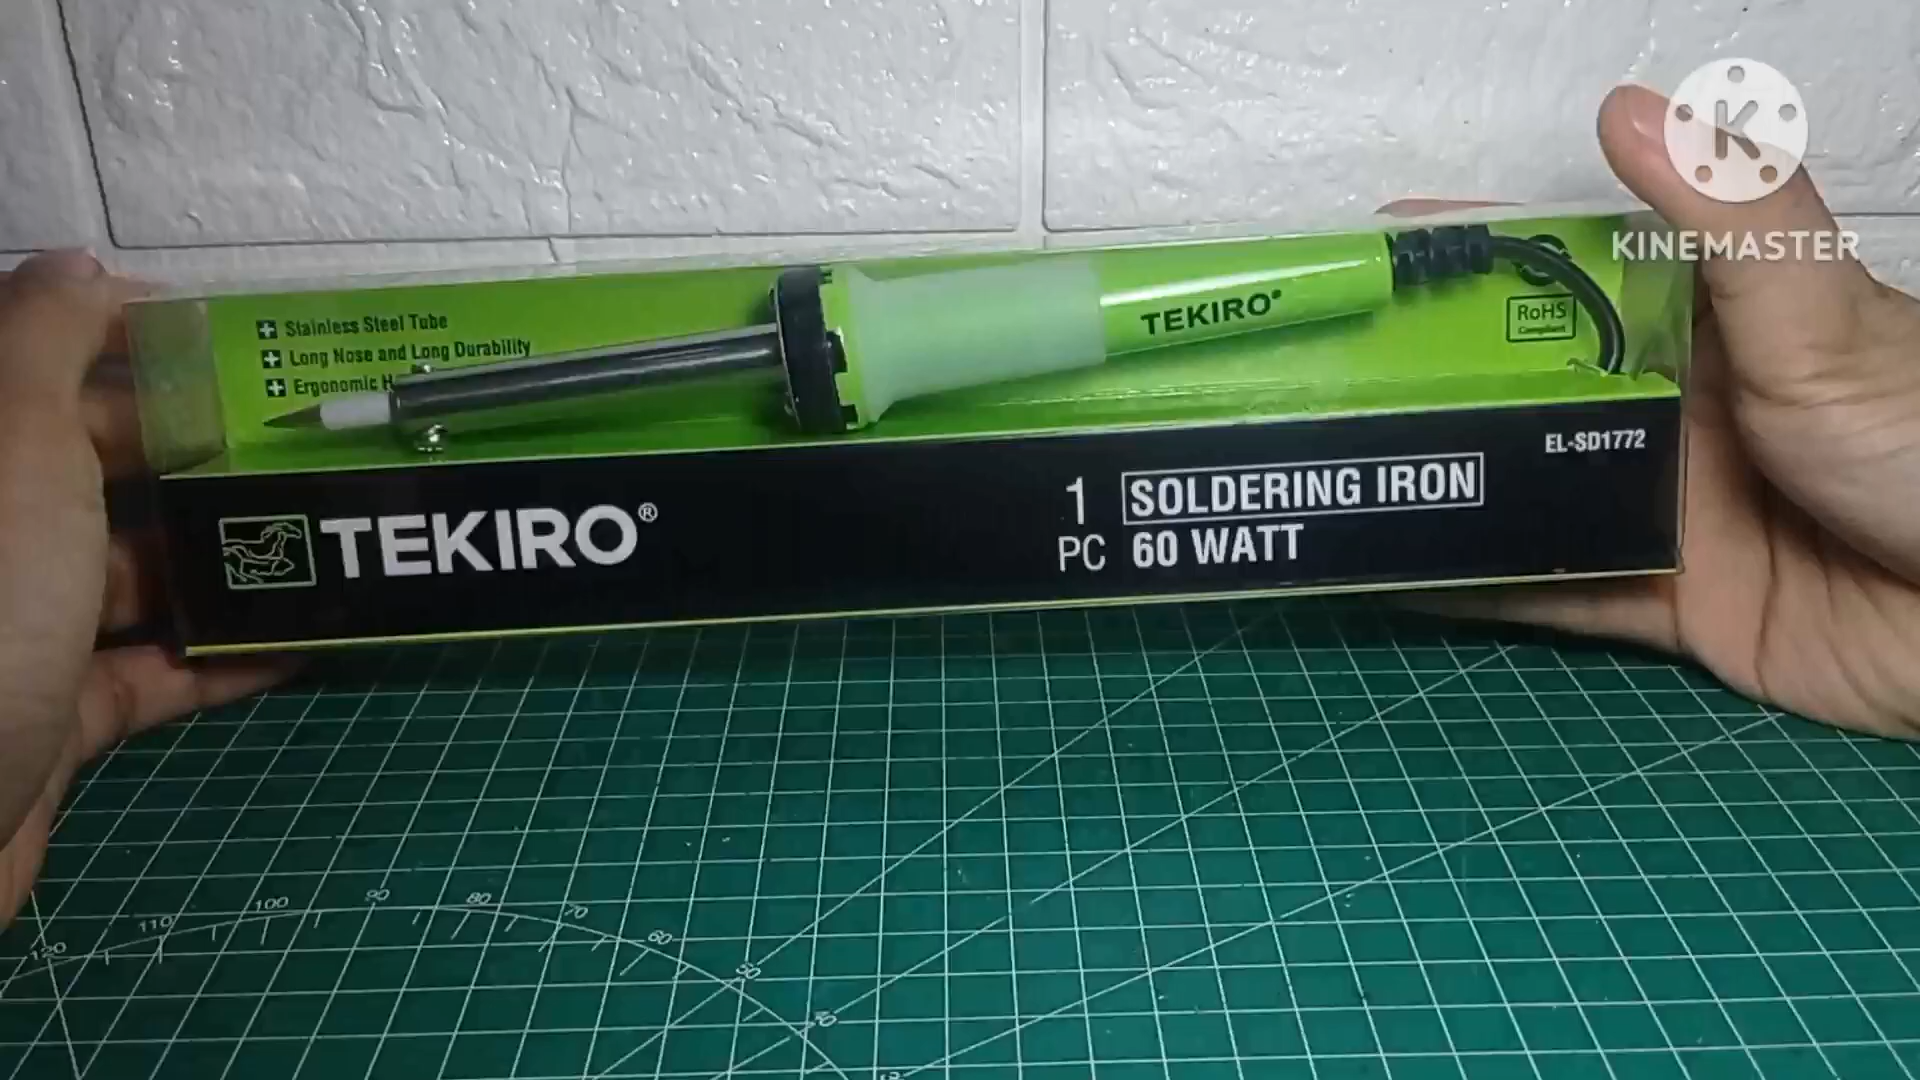 KINEMASTER
Stainless Steel Tube
Long Nose and Long Durability
Ergonomic H
TEKIRO®
RoHS
Compliant
EL-SD1772
TEKIRO®
1 PC
SOLDERING IRON
60 WATT
120 110 100 90 80 70 60 50